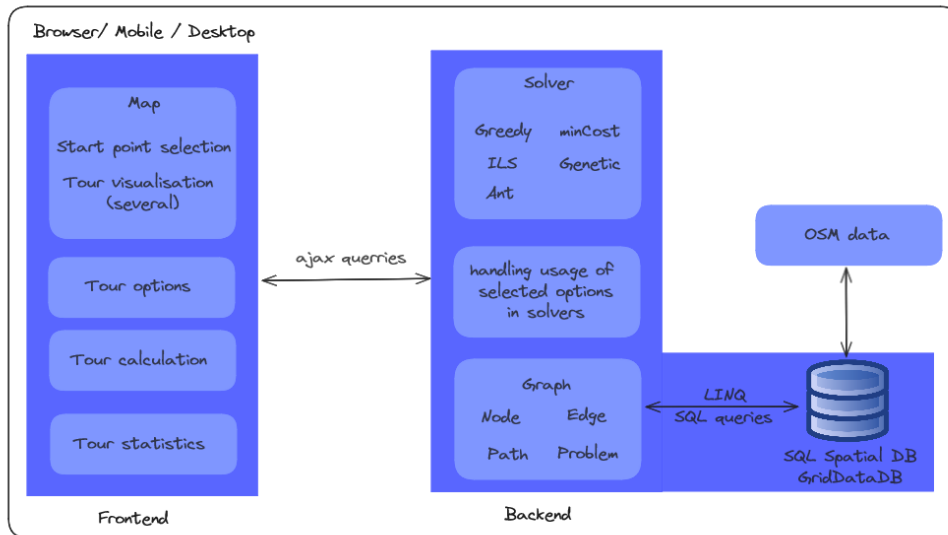 Browser/ Mobile / Desktop
Map
Start point selection
Tour visualisation
(several)
Tour options
Tour calculation
Tour statistics
Frontend
ajax querries
Solver
Greedy minCost
ILS Genetic
Ant
handling usage of
selected options
in solvers
Graph
Node Edge
Path Problem
Backend
LINQ
SQL queries
OSM data
SQL Spatial DB
GridDataDB